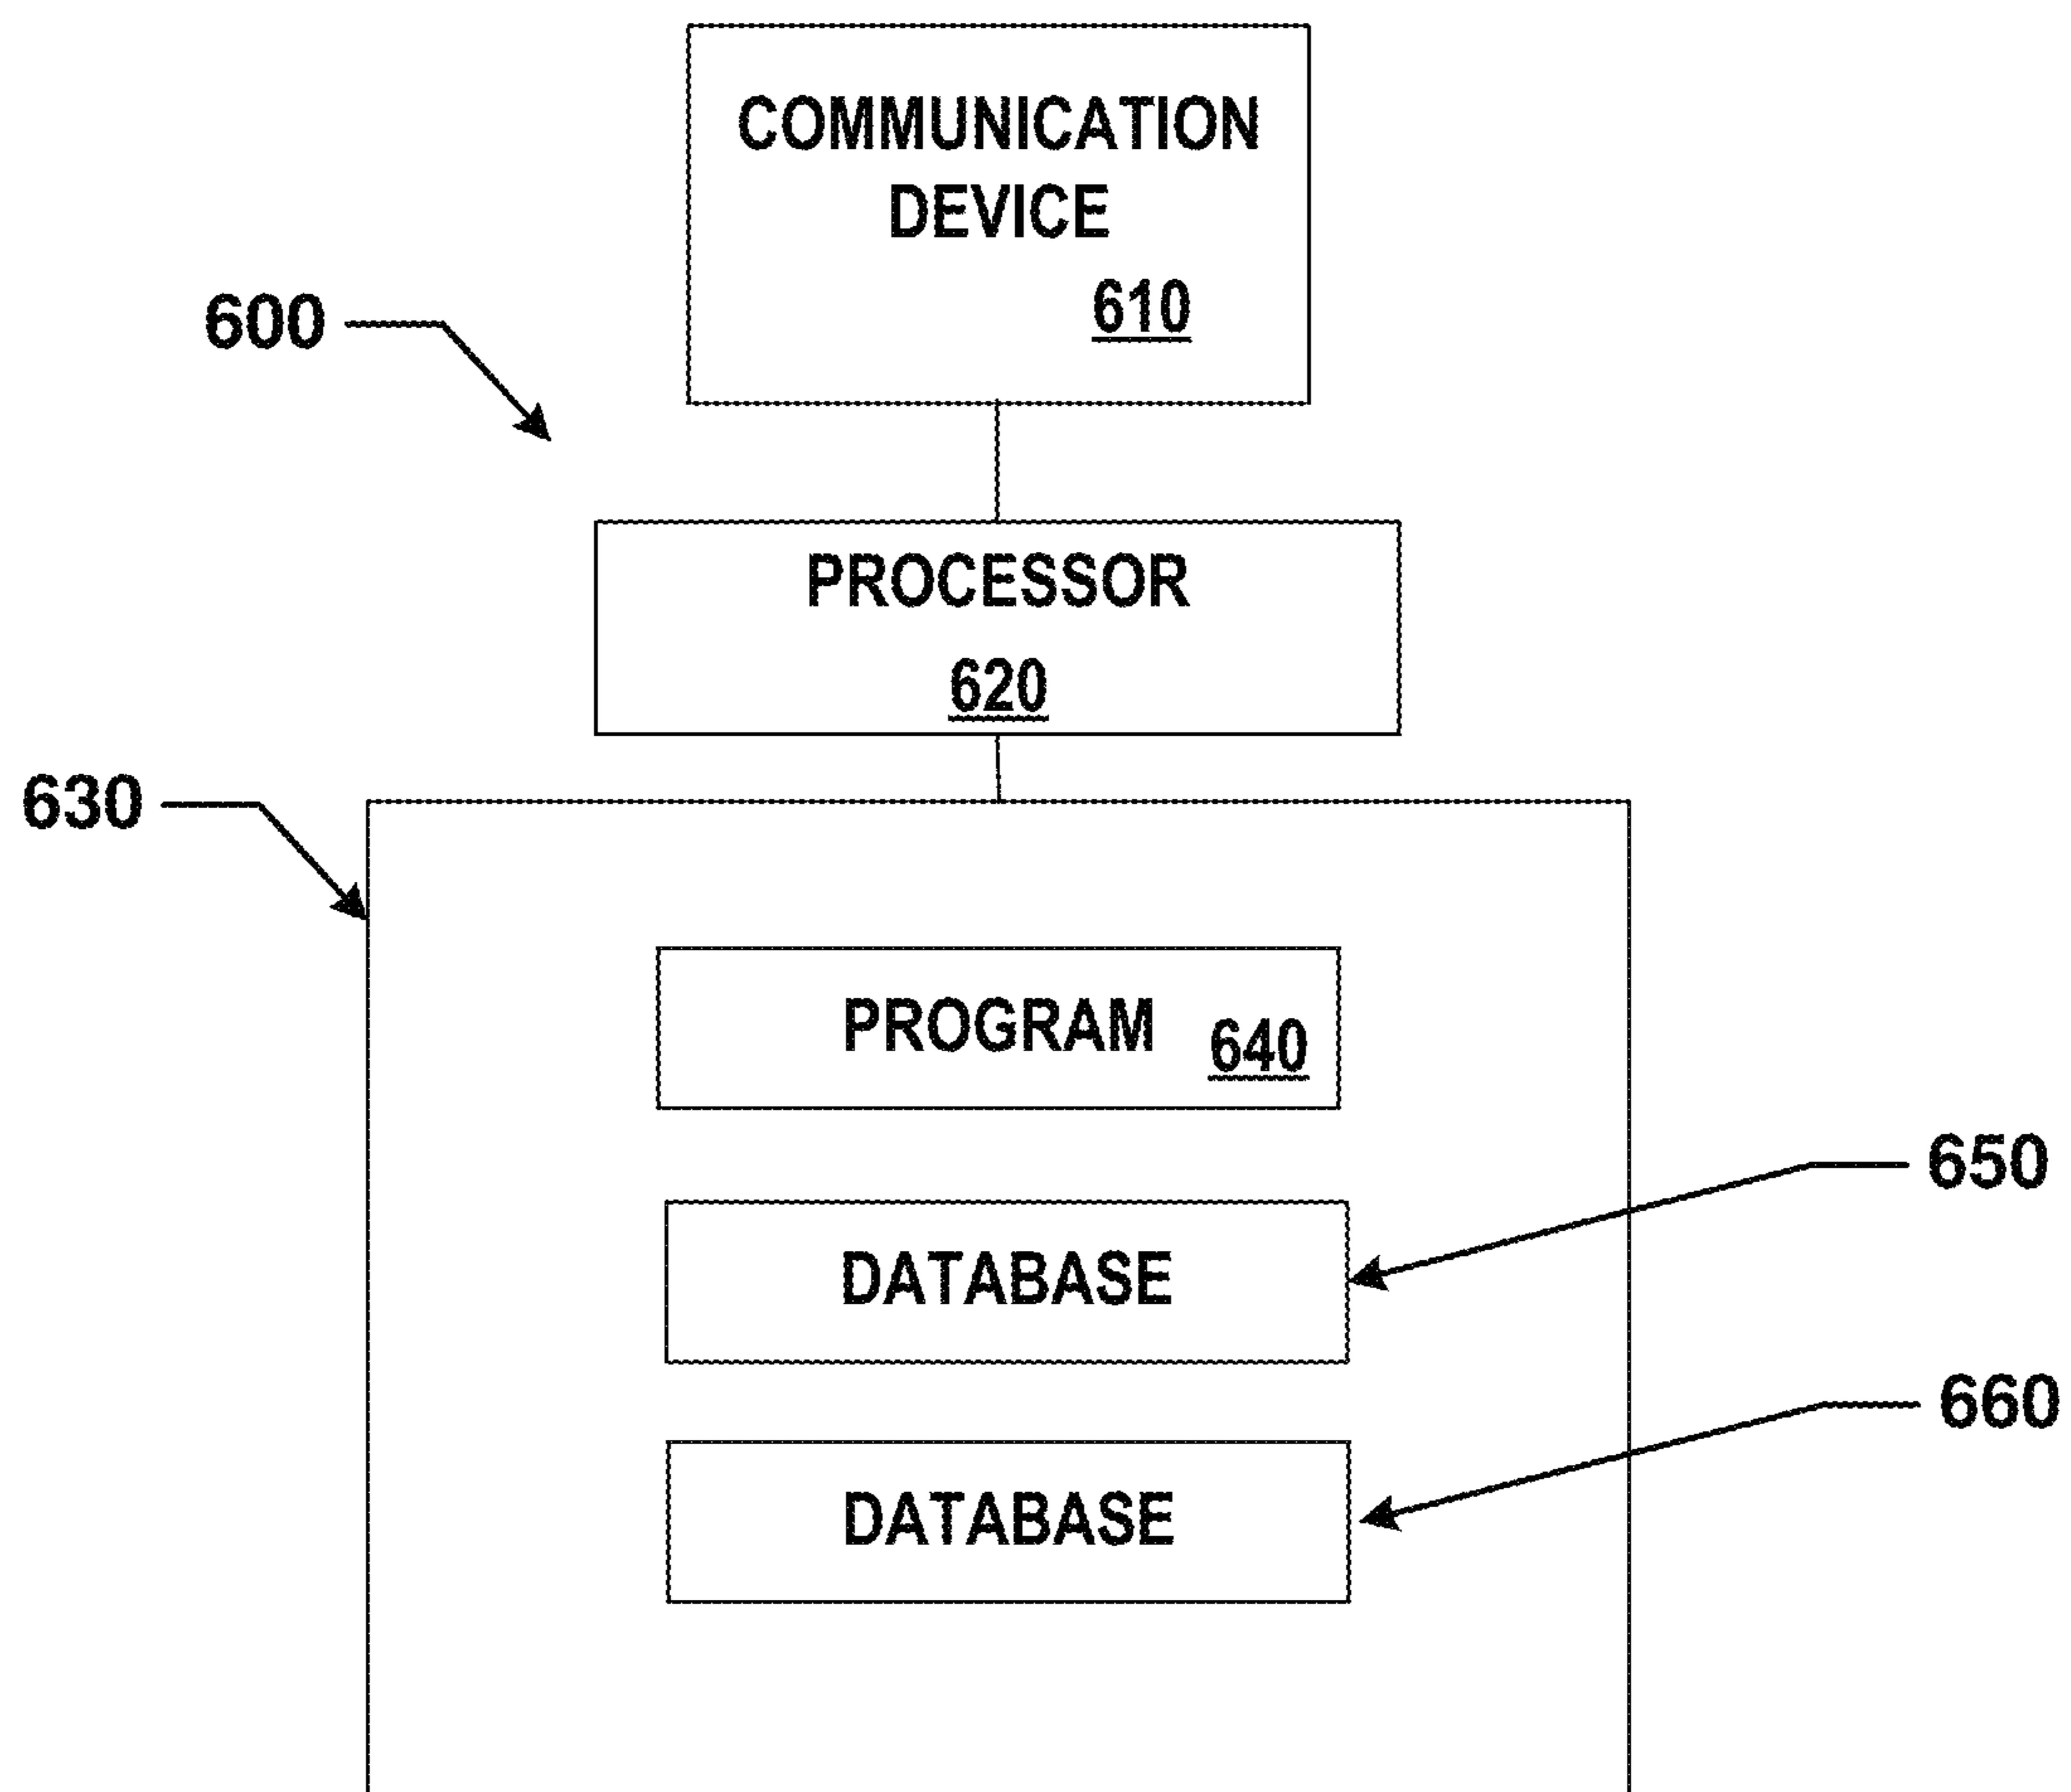 COMMUNICATION
DEVICE
610
600
PROCESSOR
620
630
PROGRAM 640
650
DATABASE
660
DATABASE